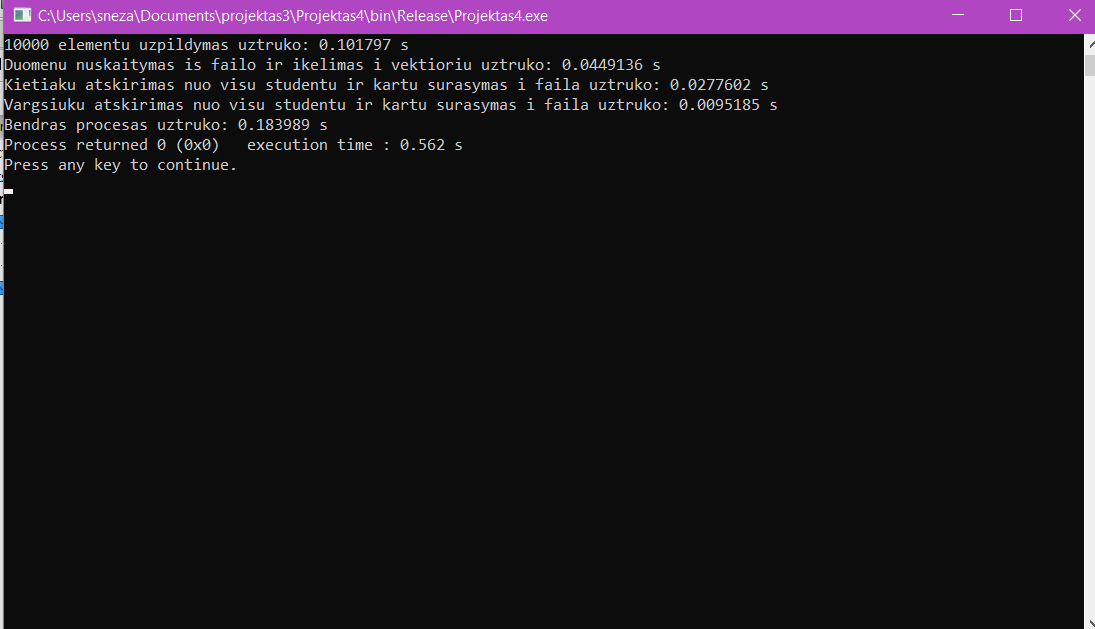 C:\Users\sneza\Documents\projektas3\Projektas4\bin\Release\Projektas4.exe
10000 elementu uzpildymas uztruko: 0.101797 s
Duomenu nuskaitymas is failo ir ikelimas i vektioriu uztruko: 0.0449136 s
Kietiaku atskirimas nuo visu studentu ir kartu surasymas i faila uztruko: 0.0277602 s
Vargsiuku atskirimas nuo visu studentu ir kartu surasymas i faila uztruko: 0.0095185 s
Bendras procesas uztruko: 0.183989 s
Process returned 0 (0x0)   execution time : 0.562 s
Press any key to continue.